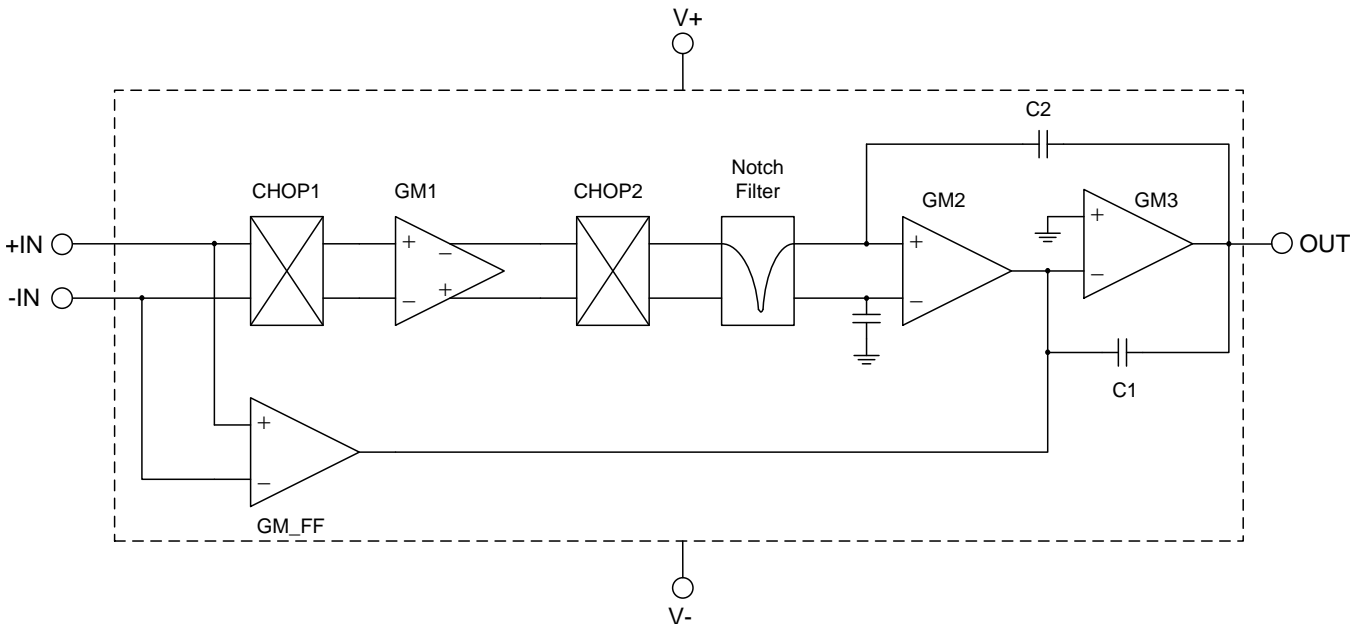 V+
C2
Notch
Filter
CHOP1
GM1
CHOP2
GM2
GM3
+IN
+
−
+
+
OUT
-IN
−
+
−
−
C1
+
−
GM_FF
V-